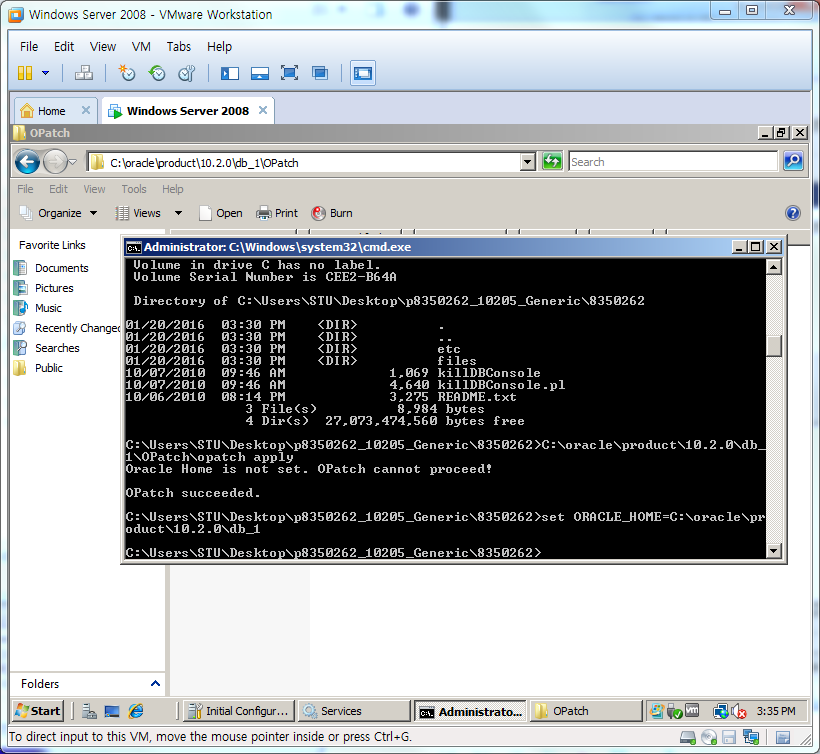 Windows Server 2008 - VMware Workstation
File Edit View VM Tabs Help
Home Windows Server 2008
OPatch
C:\oracle\product\10.2.0\db_1\OPatch Search
File Edit View Tools Help
Organize Views Open Print Burn
Favorite Links
Documents
Pictures
Music
Recently Changed
Searches
Public
Administrator: C:\Windows\system32\cmd.exe
Volume in drive C has no label.
Volume Serial Number is CEE2-B64A
Directory of C:\Users\STU\Desktop\p8350262_10205_Generic\8350262
01/20/2016 03:30 PM <DIR> .
01/20/2016 03:30 PM <DIR> ..
01/20/2016 03:30 PM <DIR> etc
01/20/2016 03:30 PM <DIR> files
10/07/2010 09:46 AM 1,069 killDBConsole
10/07/2010 09:46 AM 4,640 killDBConsole.pl
10/06/2010 08:14 PM 3,275 README.txt
3 File(s) 8,984 bytes
4 Dir(s) 27,073,474,560 bytes free
C:\Users\STU\Desktop\p8350262_10205_Generic\8350262>C:\oracle\product\10.2.0\db_
1\OPatch\opatch apply
Oracle Home is not set. OPatch cannot proceed!
OPatch succeeded.
C:\Users\STU\Desktop\p8350262_10205_Generic\8350262>set ORACLE_HOME=C:\oracle\pr
oduct\10.2.0\db_1
C:\Users\STU\Desktop\p8350262_10205_Generic\8350262>
Folders
Start Initial Configur... Services Administrato... OPatch 3:35 PM
To direct input to this VM, move the mouse pointer inside or press Ctrl+G.